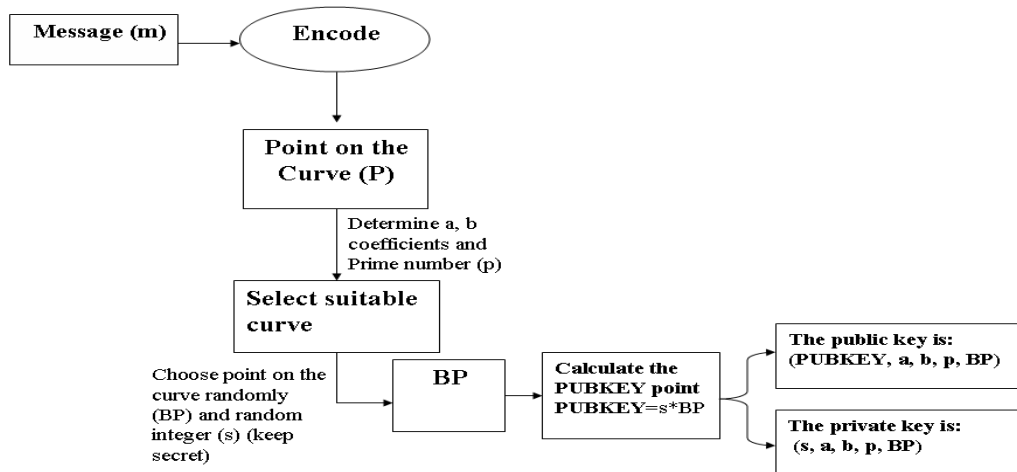 Message (m)
Encode
Point on the
Curve (P)
Determine a, b
coefficients and
Prime number (p)
Select suitable
curve
Choose point on the
curve randomly
(BP) and random
integer (s) (keep
secret)
BP
Calculate the
PUBKEY point
PUBKEY=s*BP
The public key is:
(PUBKEY, a, b, p, BP)
The private key is:
(s, a, b, p, BP)